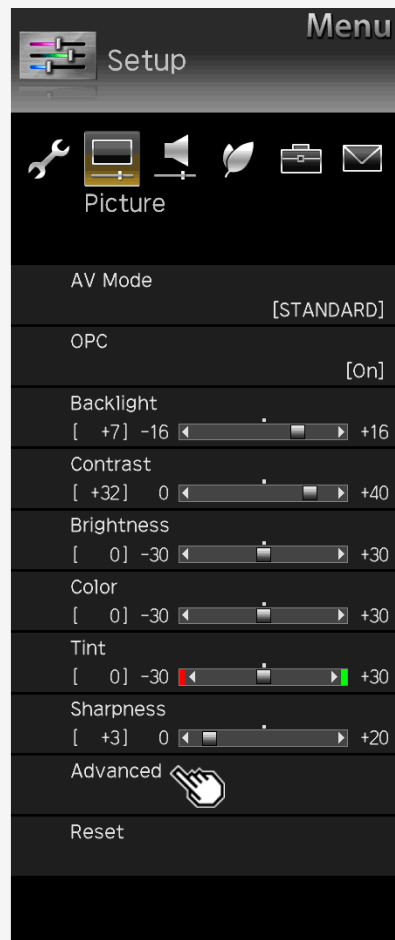 Menu
Setup
Picture
AV Mode
[STANDARD]
OPC
[On]
Backlight
[ +7] -16 +16
Contrast
[ +32] 0 +40
Brightness
[ 0] -30 +30
Color
[ 0] -30 +30
Tint
[ 0] -30 +30
Sharpness
[ +3] 0 +20
Advanced
Reset